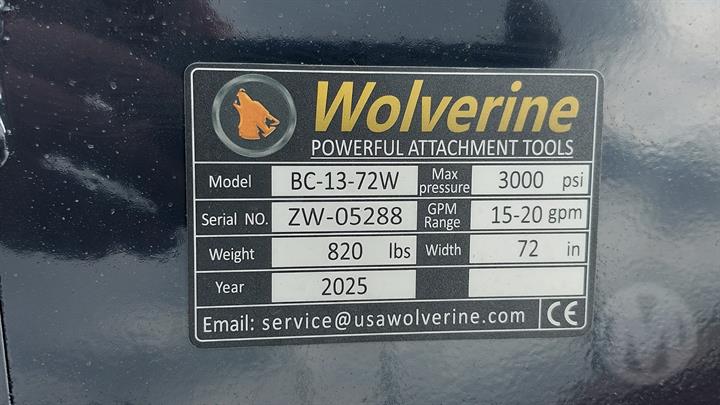 Wolverine
POWERFUL ATTACHMENT TOOLS
Model BC-13-72W Max pressure 3000 psi
Serial NO. ZW-05288 GPM Range 15-20 gpm
Weight 820 lbs Width 72 in
Year 2025
Email: service@usawolverine.com CE